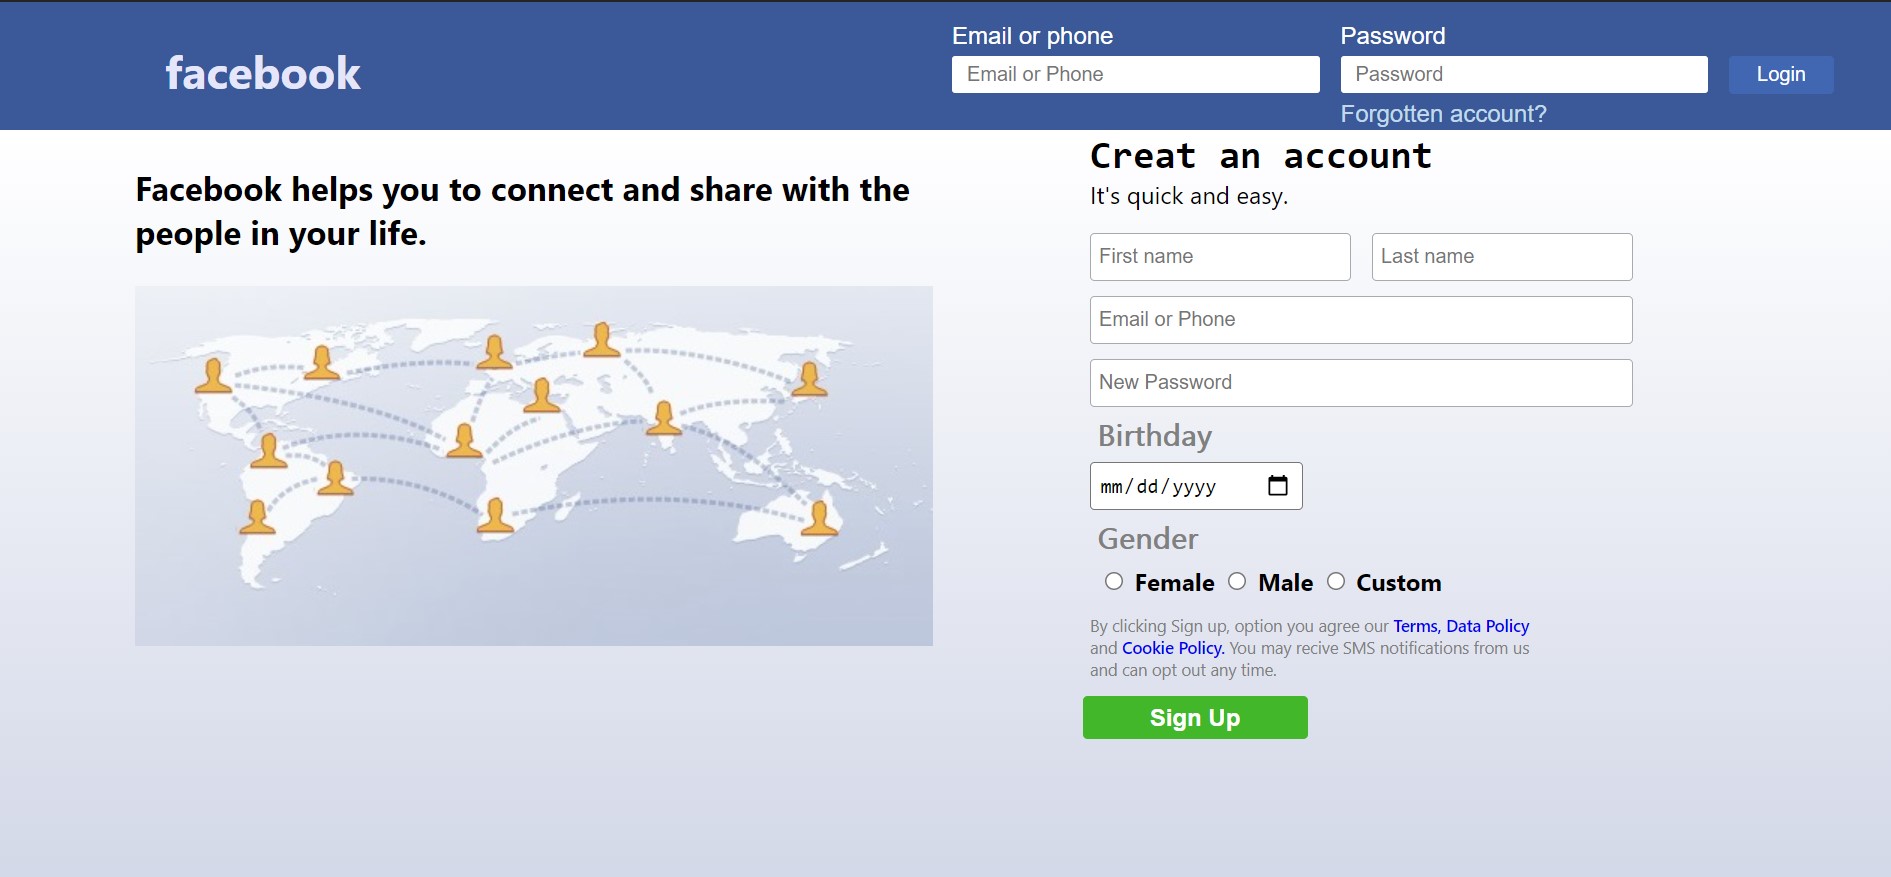 facebook
Email or phone
Password
Email or Phone
Password
Login
Forgotten account?
Facebook helps you to connect and share with the
people in your life.
Creat an account
It's quick and easy.
First name
Last name
Email or Phone
New Password
Birthday
mm/dd/yyyy
Gender
Female
Male
Custom
By clicking Sign up, option you agree our Terms, Data Policy
and Cookie Policy. You may recive SMS notifications from us
and can opt out any time.
Sign Up